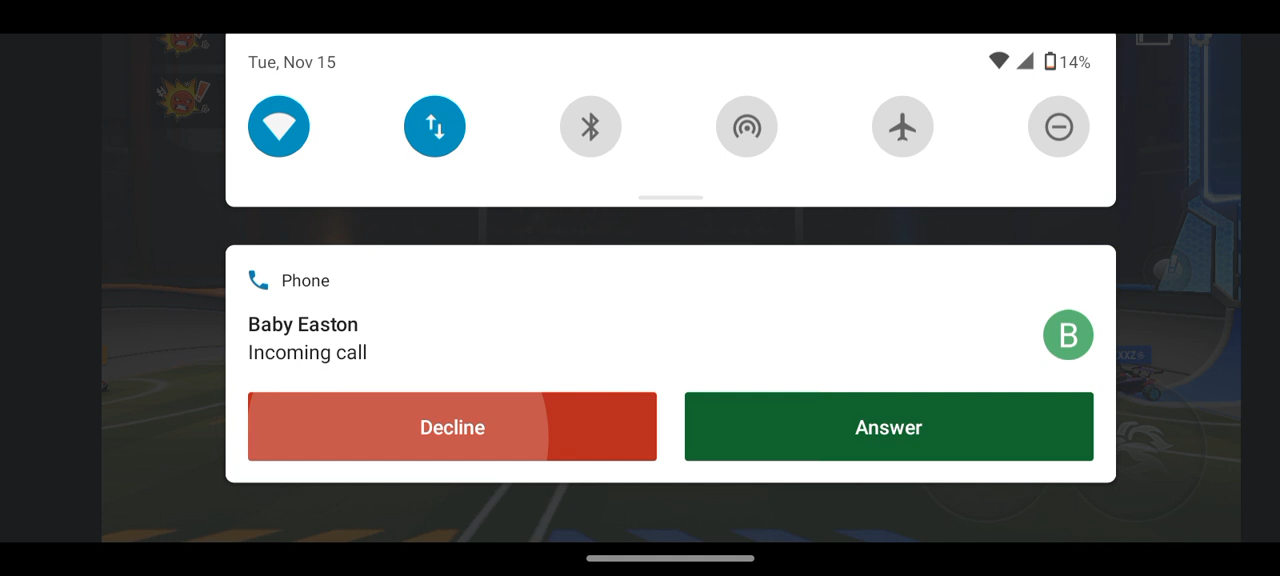 Tue, Nov 15
14%
Phone
Baby Easton
Incoming call
B
Decline
Answer